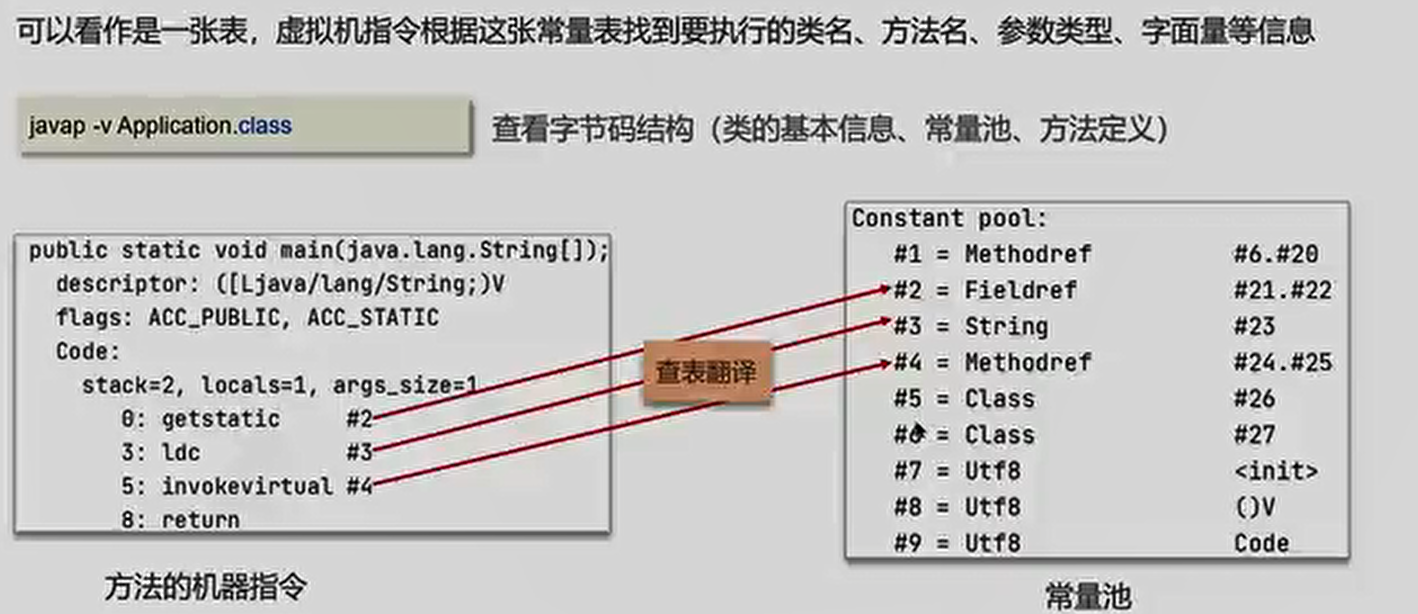 可以看作是一张表，虚拟机指令根据这张常量表找到要执行的类名、方法名、参数类型、字面量等信息
javap -v Application.class
查看字节码结构（类的基本信息、常量池、方法定义）
public static void main(java.lang.String[]);
descriptor: ([Ljava/lang/String;)V
flags: ACC_PUBLIC, ACC_STATIC
Code:
stack=2, locals=1, args_size=1
0: getstatic #2
3: ldc #3
5: invokevirtual #4
8: return
方法的机器指令
查表翻译
Constant pool:
#1 = Methodref #6.#20
#2 = Fieldref #21.#22
#3 = String #23
#4 = Methodref #24.#25
#5 = Class #26
#6 = Class #27
#7 = Utf8 <init>
#8 = Utf8 ()V
#9 = Utf8 Code
常量池